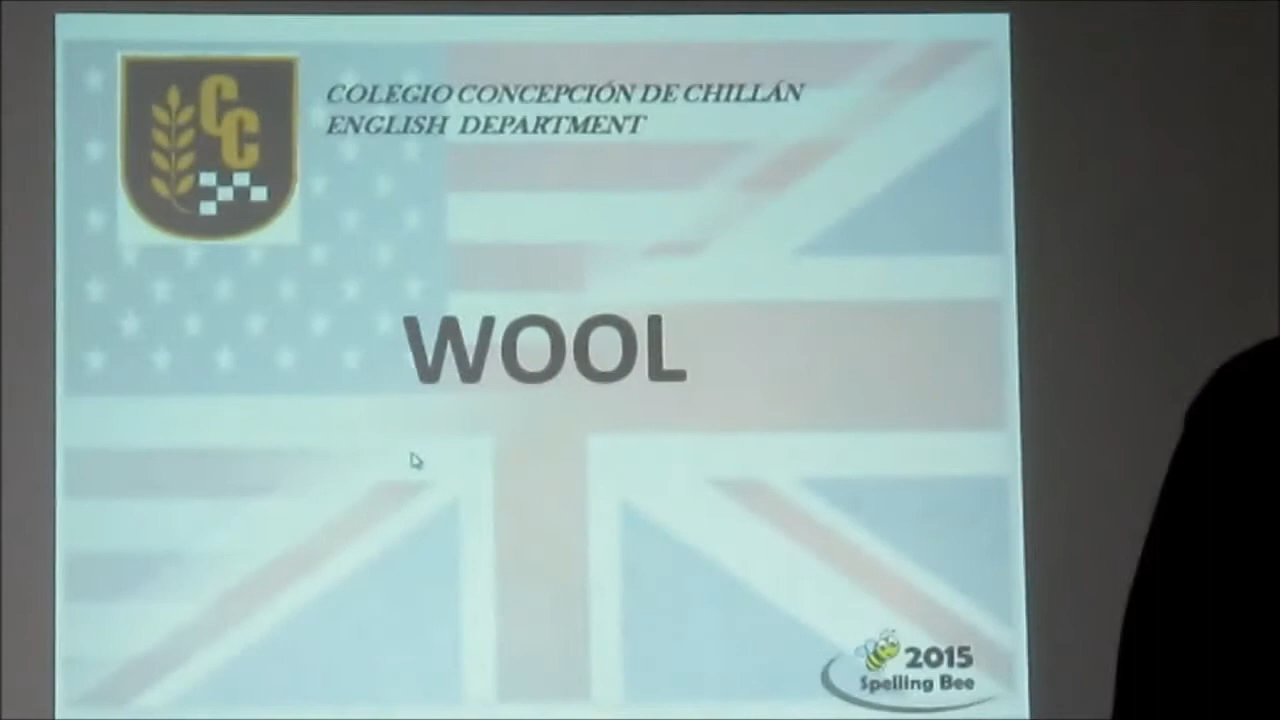 CC
COLEGIO CONCEPCIÓN DE CHILLÁN
ENGLISH DEPARTMENT
WOOL
2015
Spelling Bee